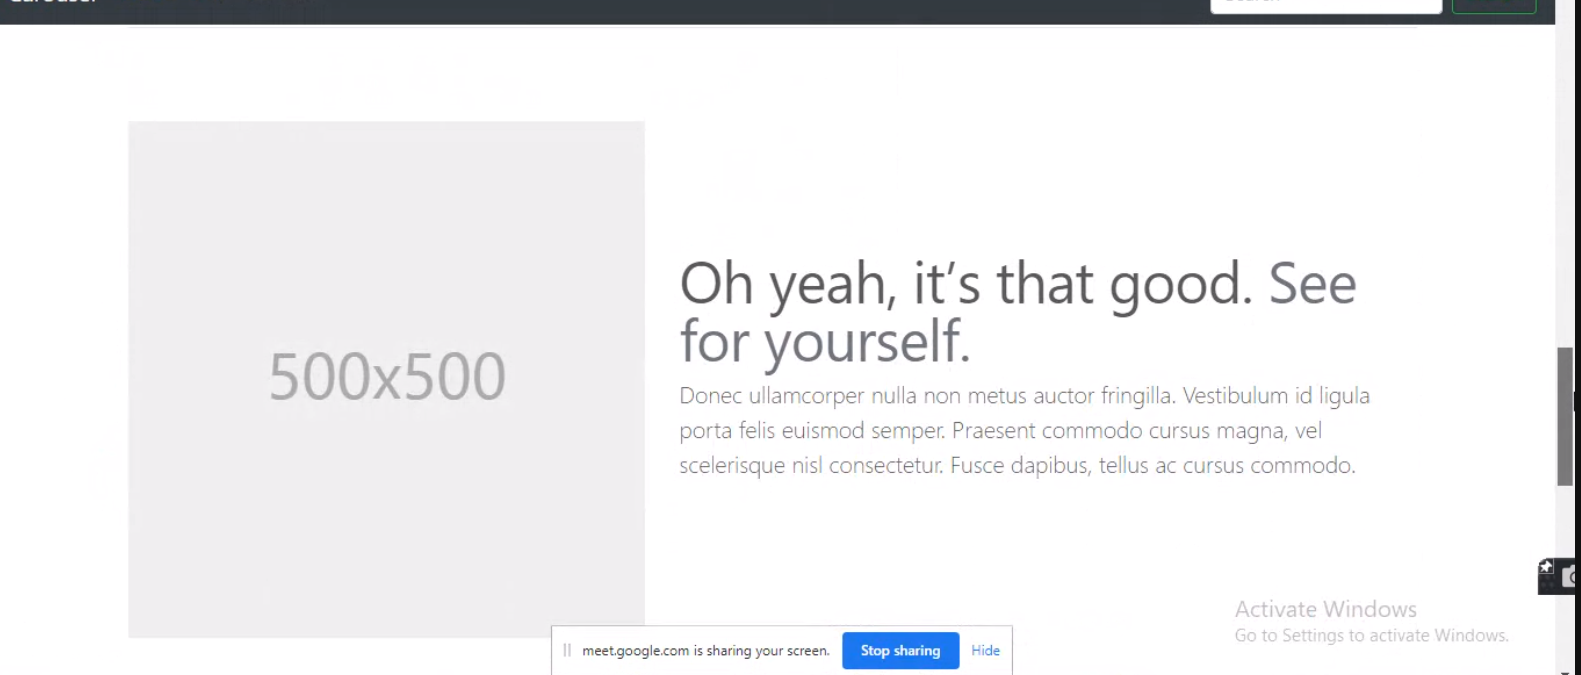 500x500
Oh yeah, it's that good. See
for yourself.
Donec ullamcorper nulla non metus auctor fringilla. Vestibulum id ligula
porta felis euismod semper. Praesent commodo cursus magna, vel
scelerisque nisl consectetur. Fusce dapibus, tellus ac cursus commodo.
Activate Windows
Go to Settings to activate Windows.
meet.google.com is sharing your screen. Stop sharing Hide